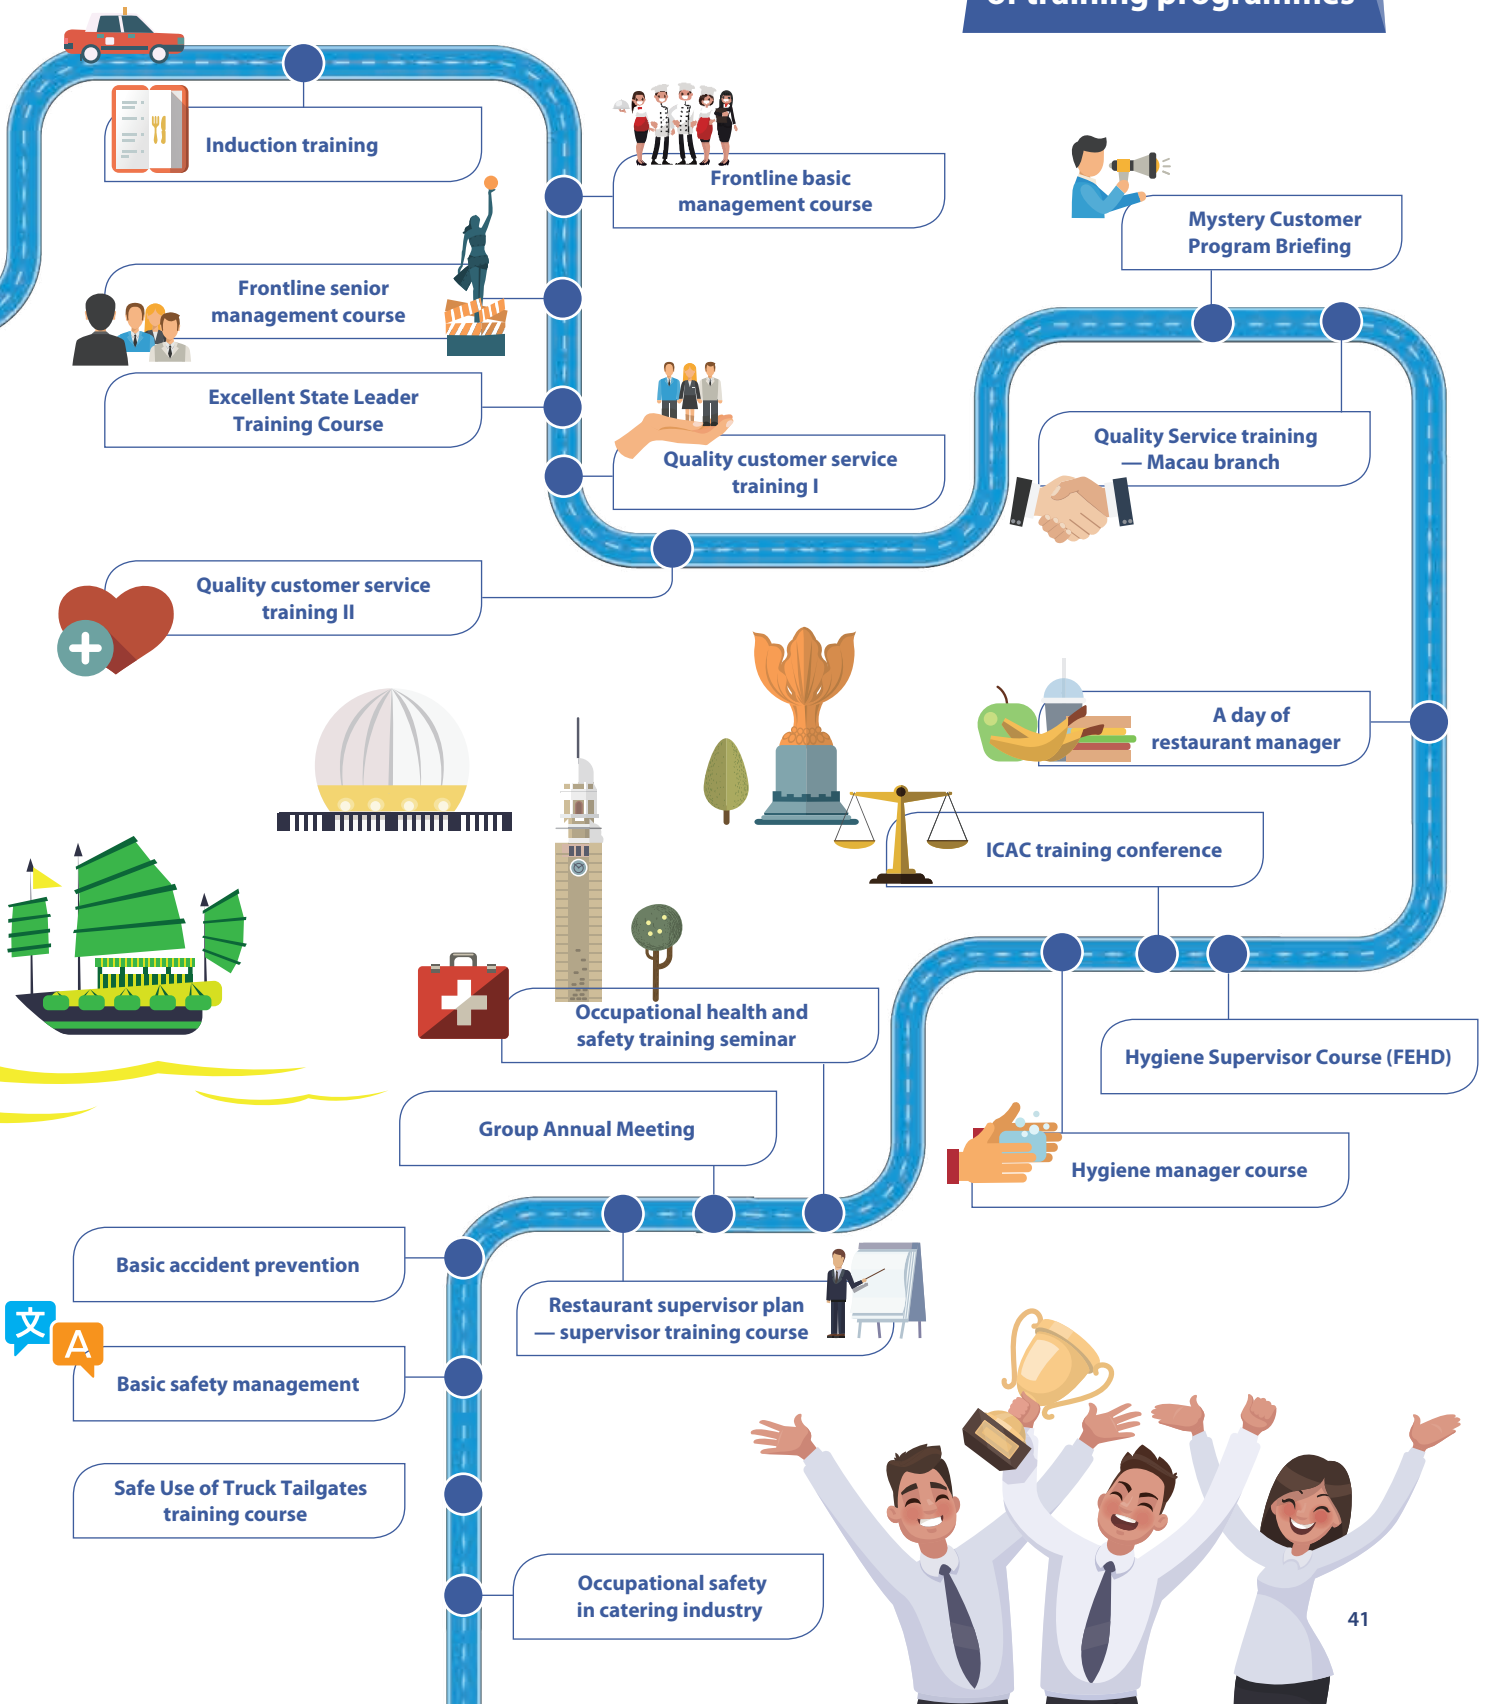 of training programmes
Induction training
Frontline basic
management course
Mystery Customer
Program Briefing
Frontline senior
management course
Excellent State Leader
Training Course
Quality customer service
training I
Quality Service training
— Macau branch
Quality customer service
training II
A day of
restaurant manager
ICAC training conference
Occupational health and
safety training seminar
Hygiene Supervisor Course (FEHD)
Group Annual Meeting
Hygiene manager course
Basic accident prevention
Restaurant supervisor plan
— supervisor training course
文
A
Basic safety management
Safe Use of Truck Tailgates
training course
Occupational safety
in catering industry
41